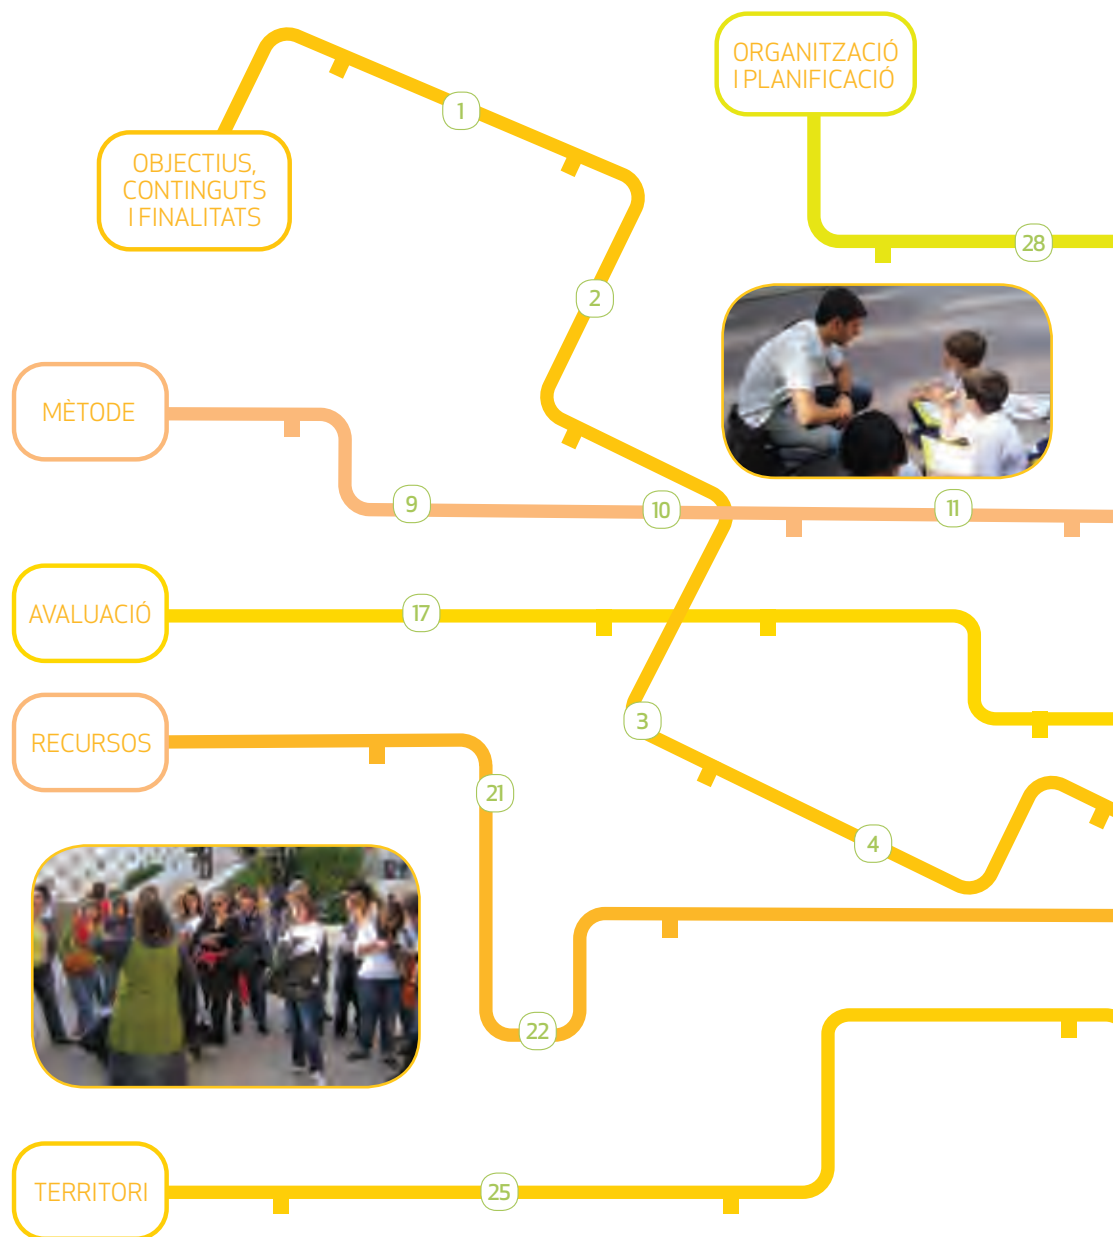 ORGANITZACIÓ
I PLANIFICACIÓ
1
OBJECTIUS,
CONTINGUTS
I FINALITATS
28
2
MÈTODE
9
10
11
AVALUACIÓ
17
3
RECURSOS
21
4
22
TERRITORI
25